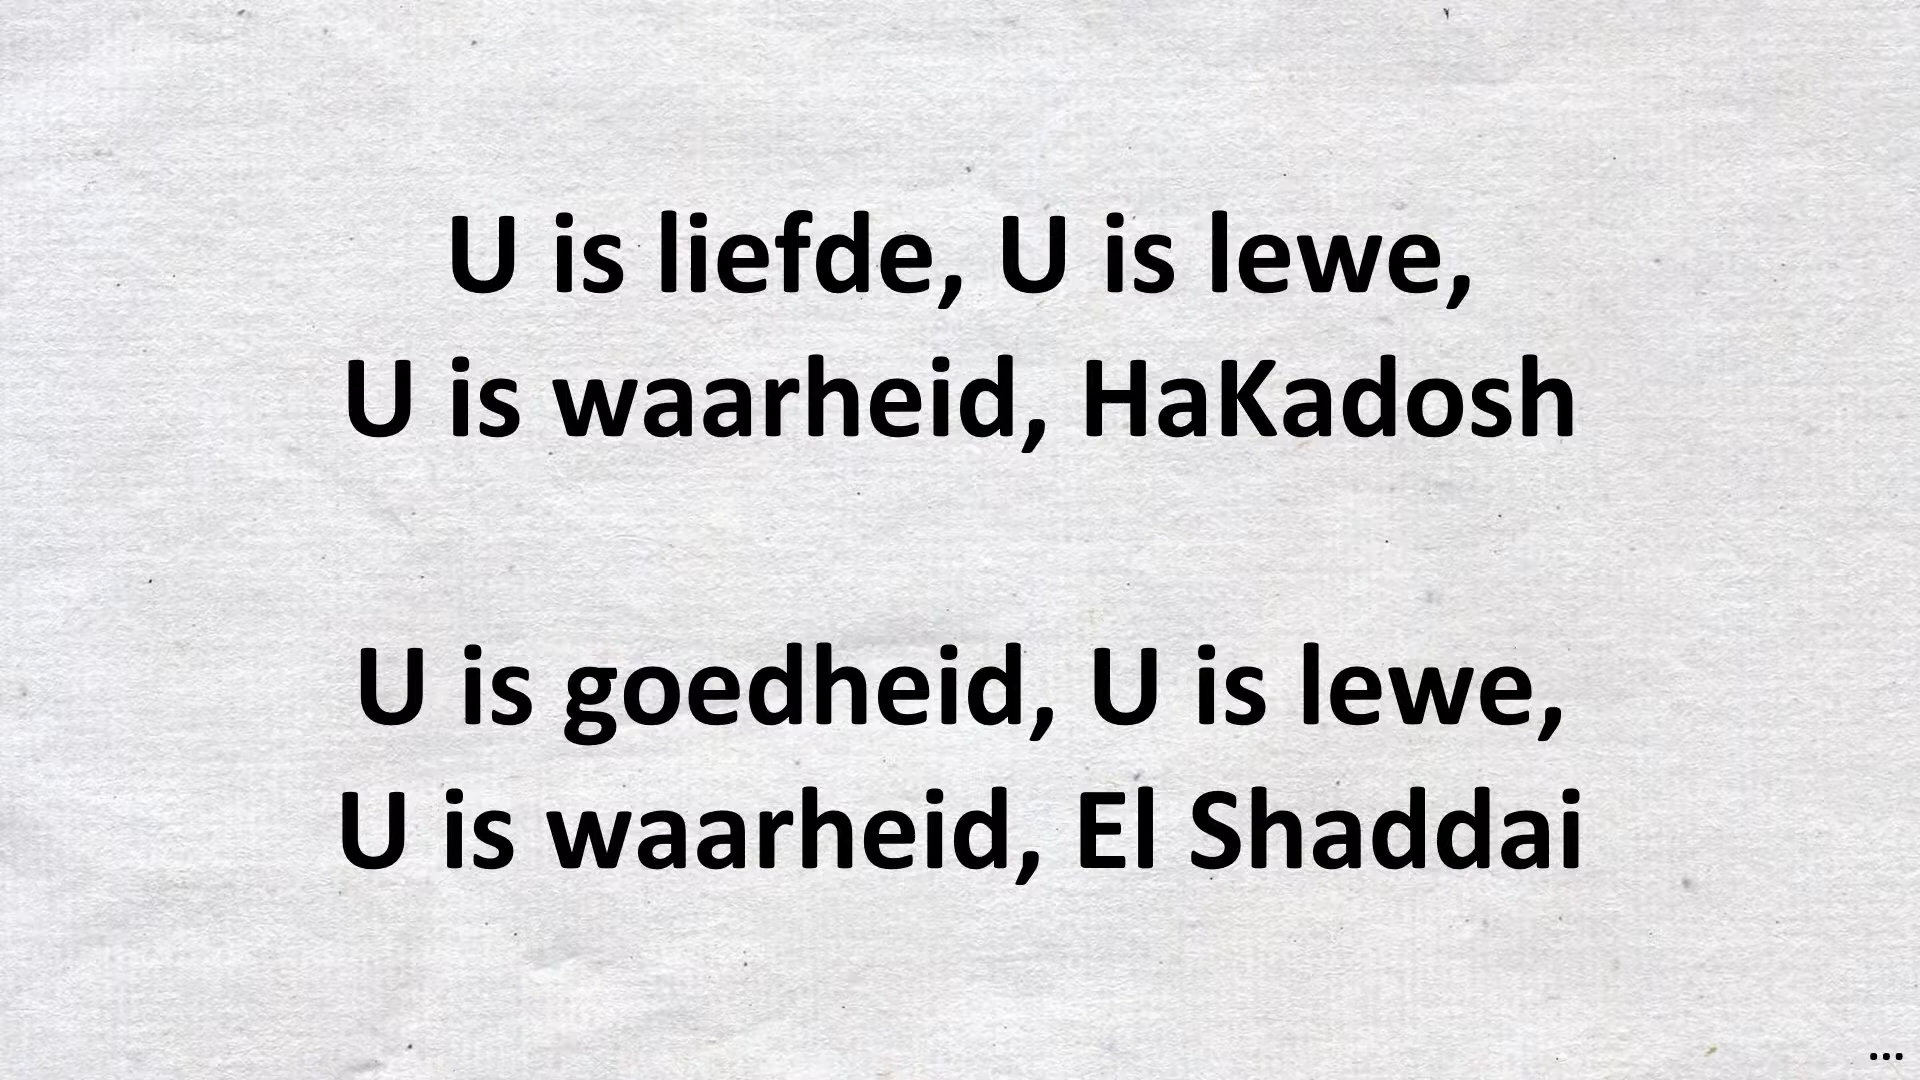 U is liefde, U is lewe,
U is waarheid, HaKadosh
U is goedheid, U is lewe,
U is waarheid, El Shaddai
...